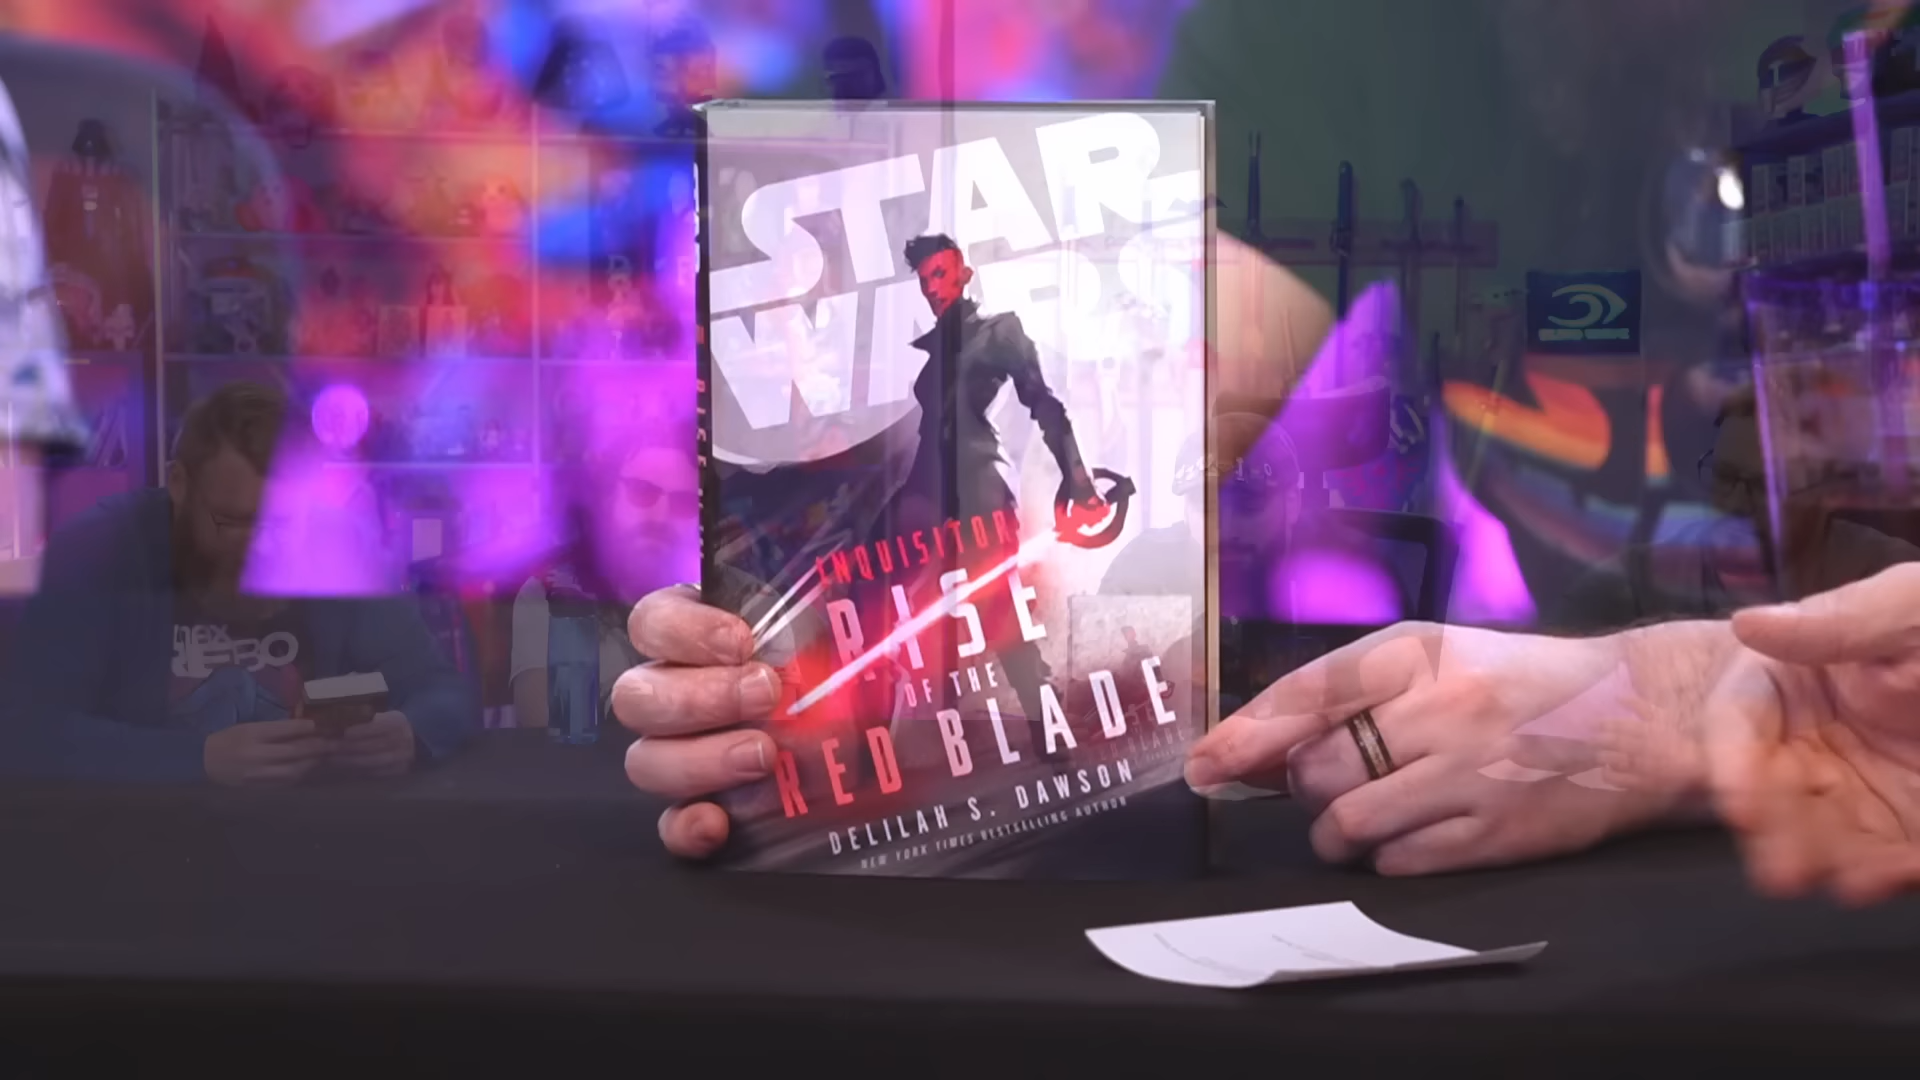 STAR
WARS
INQUISITOR
RISE
OF THE
RED BLADE
DELILAH S. DAWSON
NEW YORK TIMES BESTSELLING AUTHOR